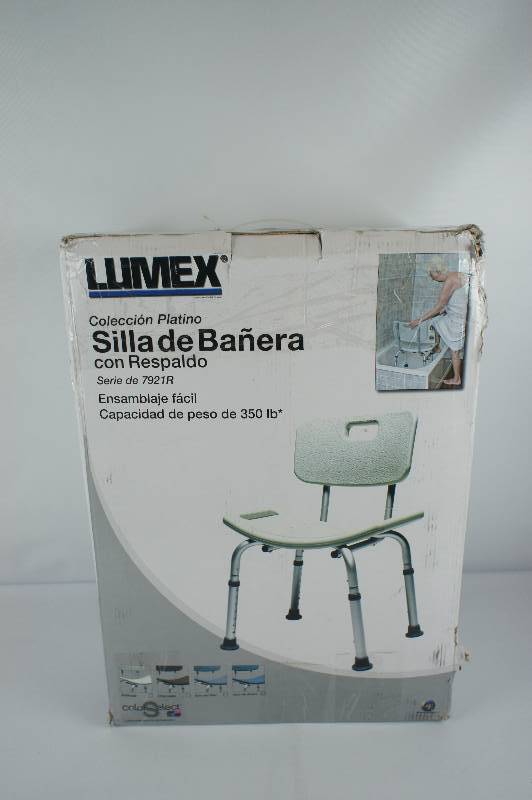 LUMEX®
Colección Platino
Silla de Bañera
con Respaldo
Serie de 7921R
Ensamblaje fácil
Capacidad de peso de 350 lb*
ColorSelect